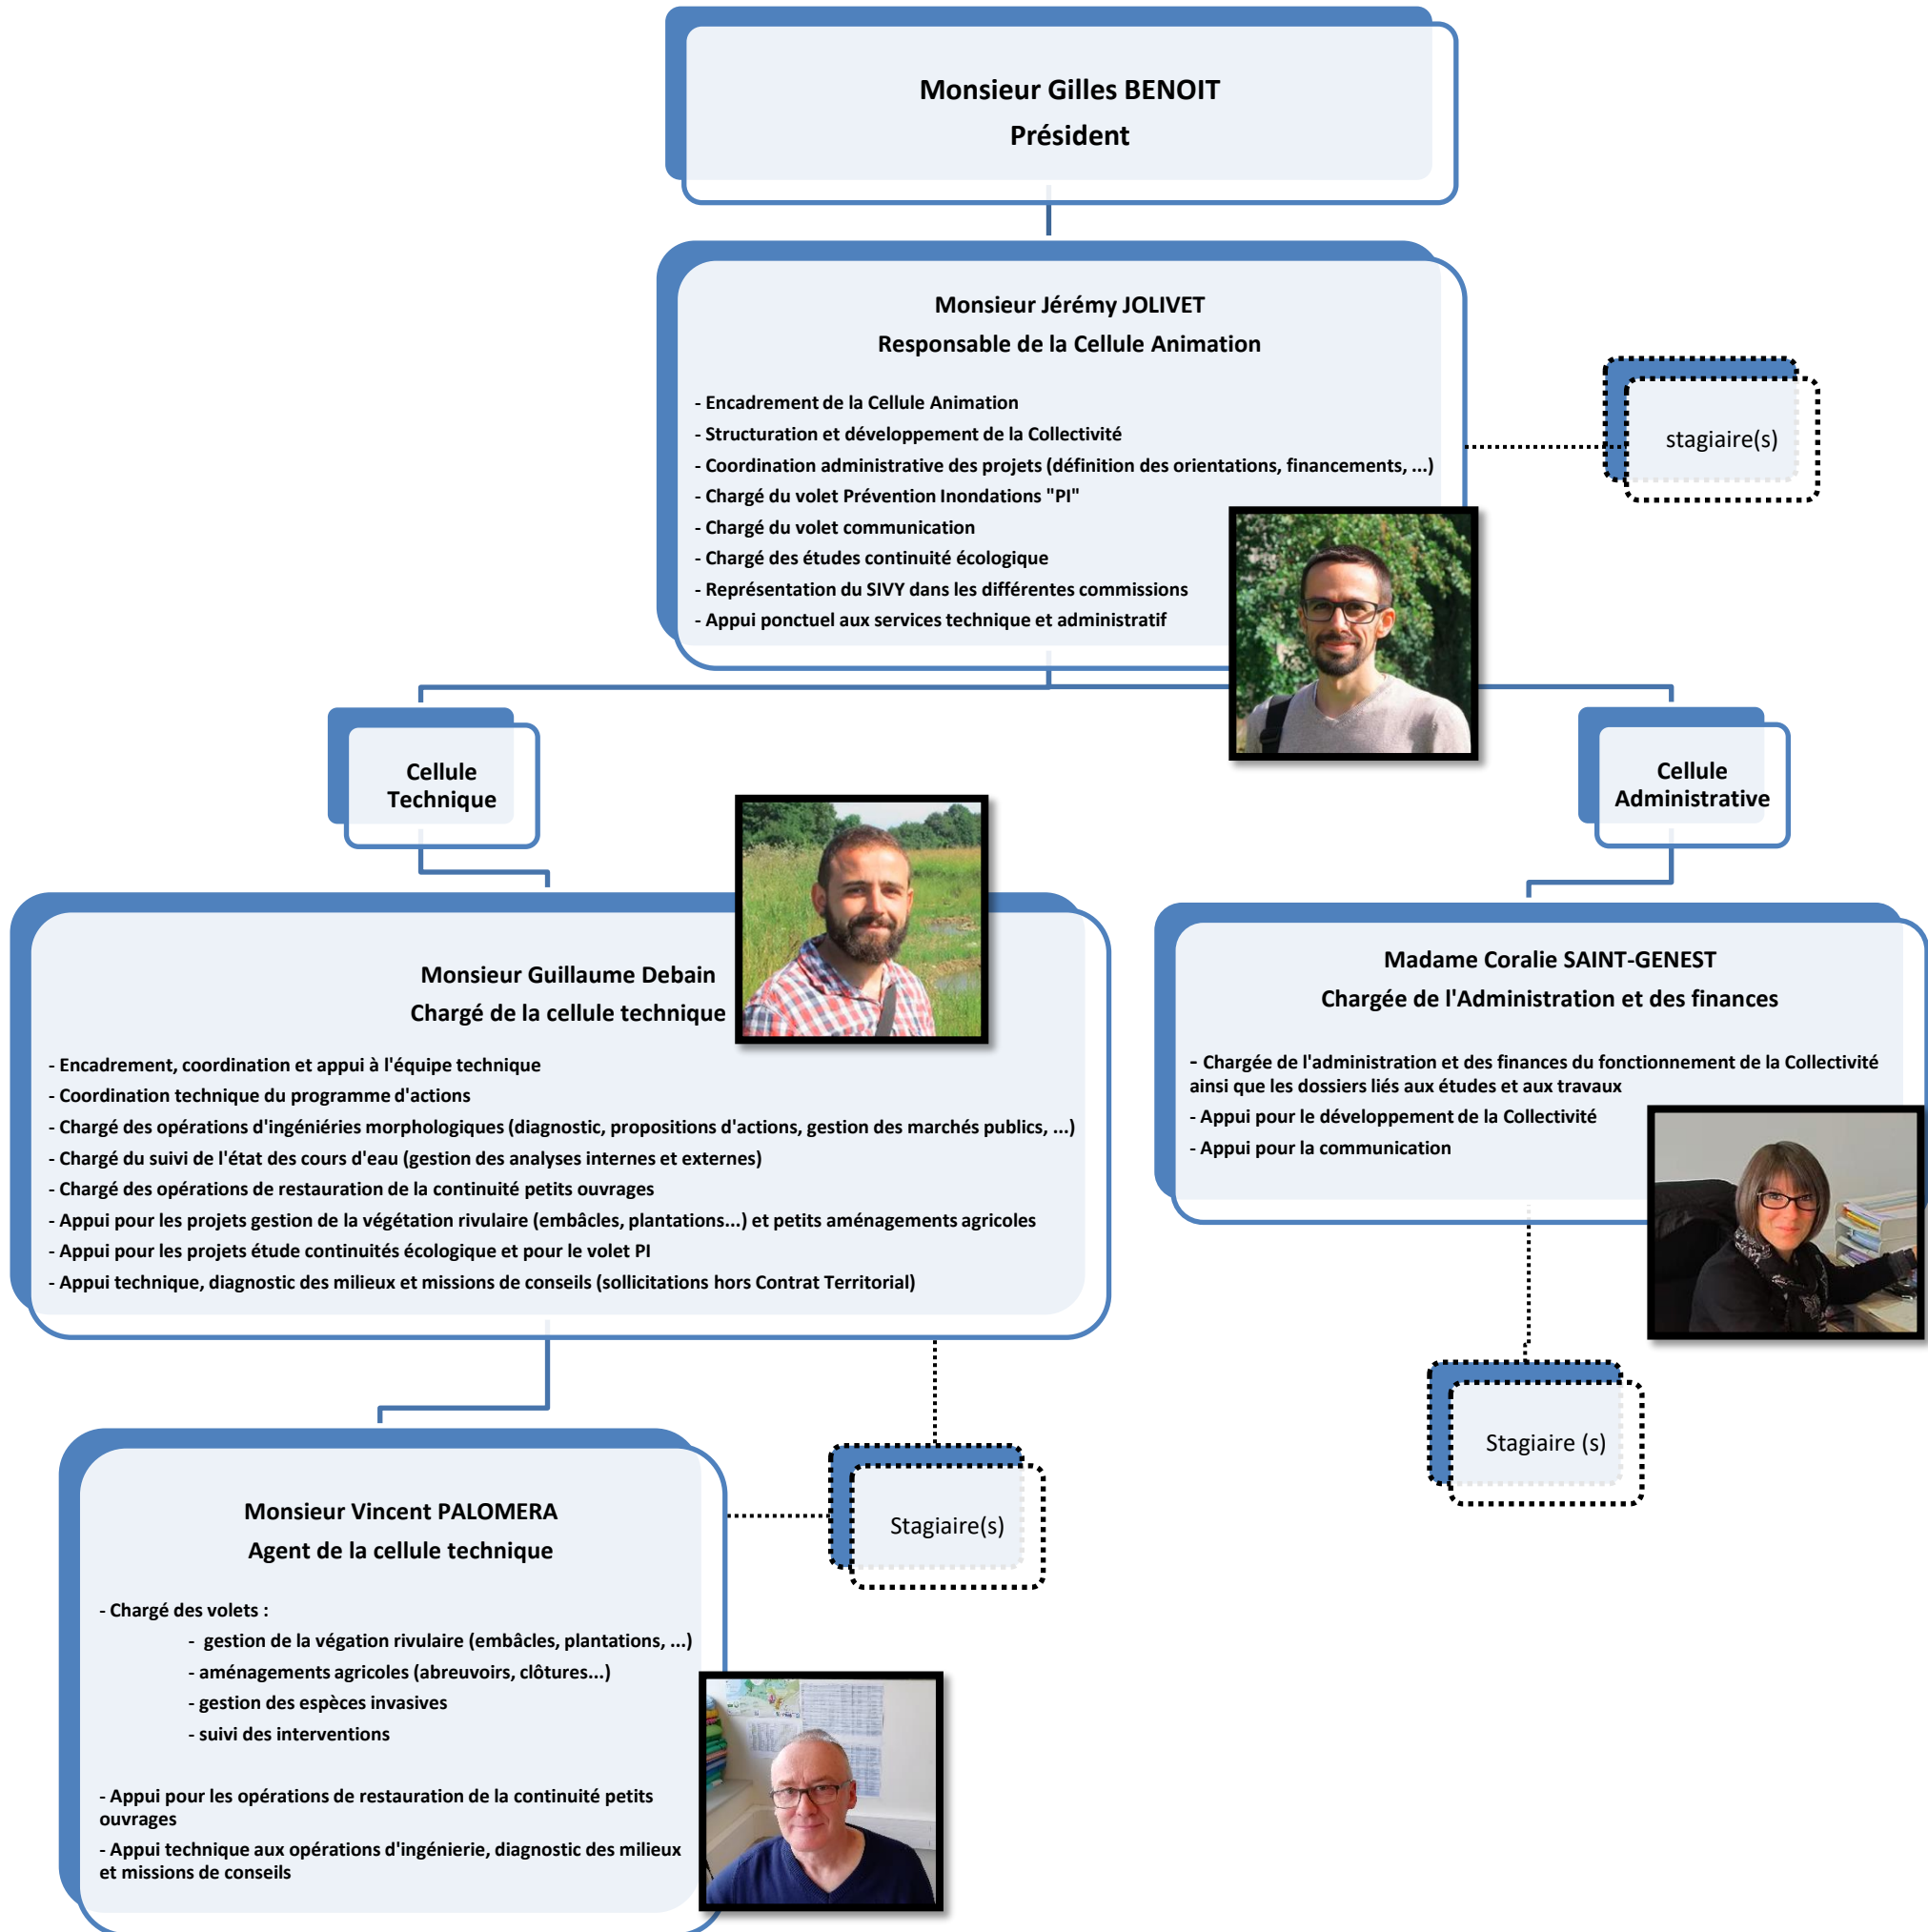 Monsieur Gilles BENOIT
Président
Monsieur Jérémy JOLIVET
Responsable de la Cellule Animation
- Encadrement de la Cellule Animation
- Structuration et développement de la Collectivité
- Coordination administrative des projets (définition des orientations, financements, ...)
- Chargé du volet Prévention Inondations "PI"
- Chargé du volet communication
- Chargé des études continuité écologique
- Représentation du SIVY dans les différentes commissions
- Appui ponctuel aux services technique et administratif
stagiaire(s)
Cellule
Technique
Cellule
Administrative
Monsieur Guillaume Debain
Chargé de la cellule technique
- Encadrement, coordination et appui à l'équipe technique
- Coordination technique du programme d'actions
- Chargé des opérations d'ingéniéries morphologiques (diagnostic, propositions d'actions, gestion des marchés publics, ...)
- Chargé du suivi de l'état des cours d'eau (gestion des analyses internes et externes)
- Chargé des opérations de restauration de la continuité petits ouvrages
- Appui pour les projets gestion de la végétation rivulaire (embâcles, plantations...) et petits aménagements agricoles
- Appui pour les projets étude continuités écologique et pour le volet PI
- Appui technique, diagnostic des milieux et missions de conseils (sollicitations hors Contrat Territorial)
Madame Coralie SAINT-GENEST
Chargée de l'Administration et des finances
- Chargée de l'administration et des finances du fonctionnement de la Collectivité
ainsi que les dossiers liés aux études et aux travaux
- Appui pour le développement de la Collectivité
- Appui pour la communication
Stagiaire (s)
Monsieur Vincent PALOMERA
Agent de la cellule technique
- Chargé des volets :
- gestion de la végation rivulaire (embâcles, plantations, ...)
- aménagements agricoles (abreuvoirs, clôtures...)
- gestion des espèces invasives
- suivi des interventions
- Appui pour les opérations de restauration de la continuité petits
ouvrages
- Appui technique aux opérations d'ingénierie, diagnostic des milieux
et missions de conseils
Stagiaire(s)